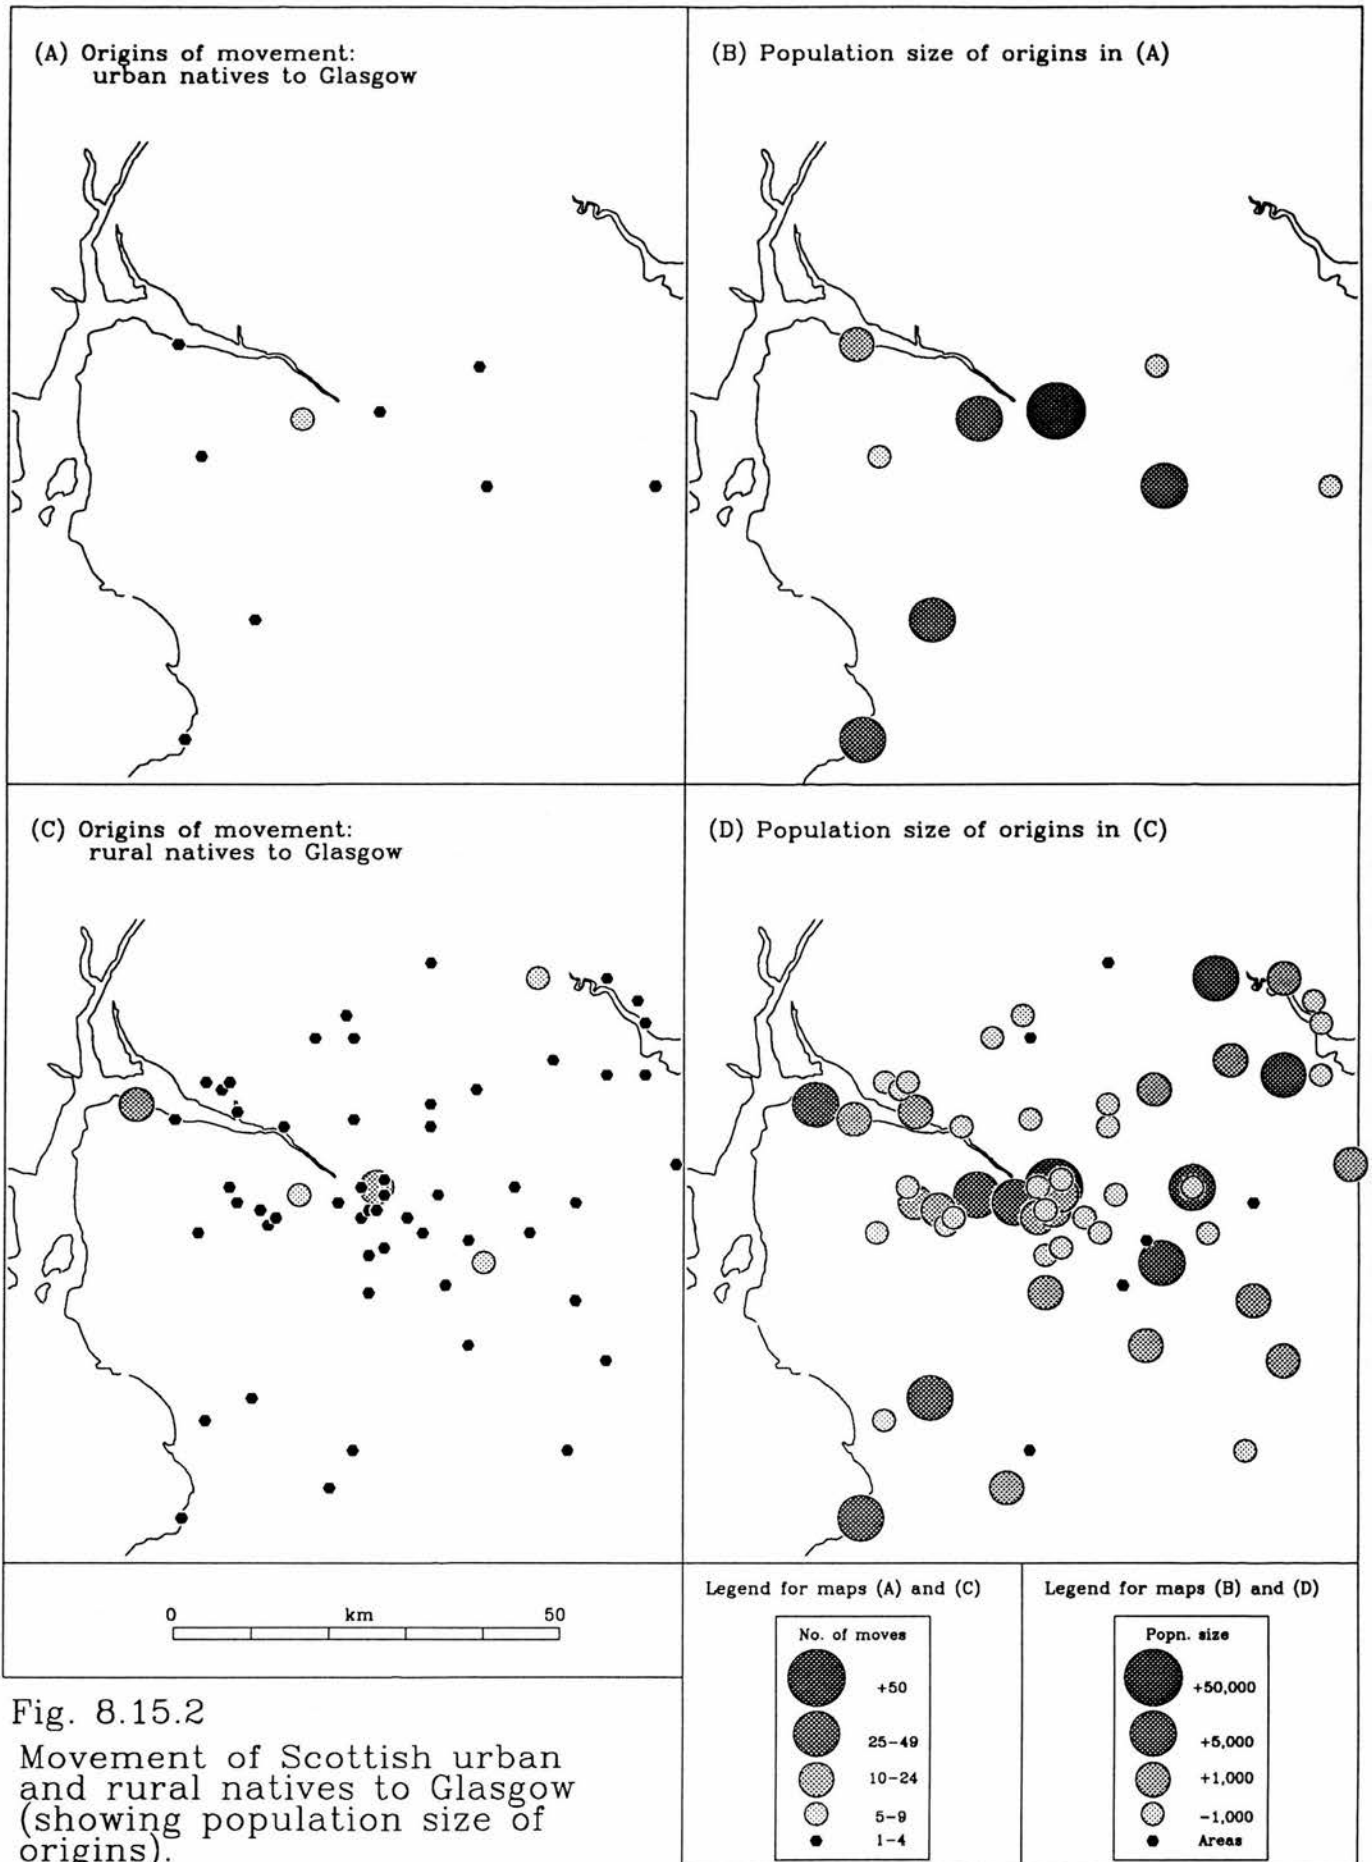 (A) Origins of movement:
urban natives to Glasgow
(B) Population size of origins in (A)
(C) Origins of movement:
rural natives to Glasgow
(D) Population size of origins in (C)
0 km 50
Legend for maps (A) and (C)
No. of moves
+50
25-49
10-24
5-9
1-4
Legend for maps (B) and (D)
Popn. size
+50,000
+5,000
+1,000
-1,000
Areas
Fig. 8.15.2
Movement of Scottish urban
and rural natives to Glasgow
(showing population size of
origins).